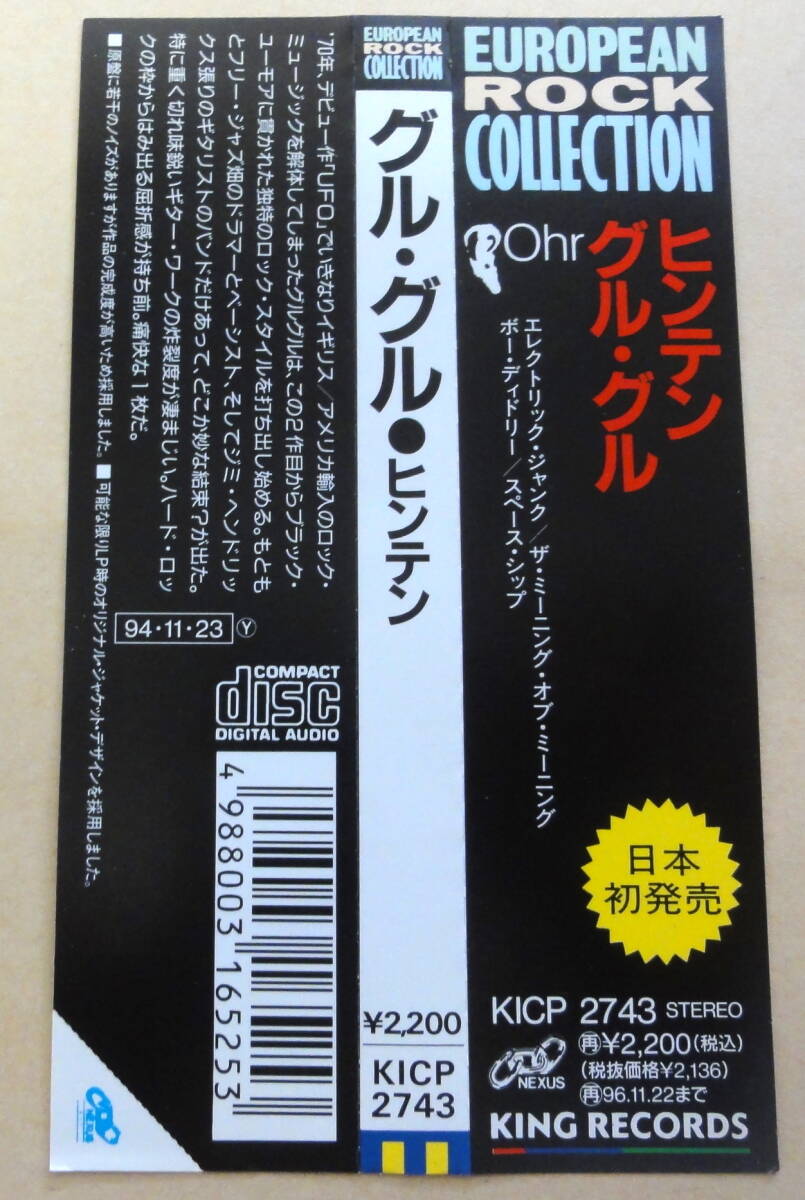 EUROPEAN
ROCK
COLLECTION
Ohr
ヒンテン
グル・グル
エレクトリック・ジャンク／ザ・ミーニング・オブ・ミーニング
ボー・ディドリー／スペース・シップ
日本
初発売
KICP 2743 STEREO
NEXUS
再¥2,200(税込)
(税抜価格¥2,136)
再96.11.22まで
KING RECORDS
EUROPEAN
ROCK
COLLECTION
グル・グル●ヒンテン
¥2,200
KICP
2743
'70年、デビュー作「UFO」でいきなりイギリス／アメリカ輸入のロック・
ミュージックを解体してしまったグルグルは、この2作目からブラック・
ユーモアに貫かれた独特のロック・スタイルを打ち出し始める。もとも
とフリー・ジャズ畑のドラマーとベーシスト、そしてジミ・ヘンドリッ
クス張りのギタリストのバンドだけあって、どこか妙な結束?が出た。
特に重く切れ味鋭いギター・ワークの炸裂度が凄まじい。ハード・ロッ
クの枠からはみ出る屈折感が持ち前。痛快な1枚だ。
■原盤に若干のノイズがありますが作品の完成度が高いため採用しました。■可能な限りLP時のオリジナル・ジャケット・デザインを採用しました。
94・11・23 Y
COMPACT
disc
DIGITAL AUDIO
4 988003 165253
NEXUS